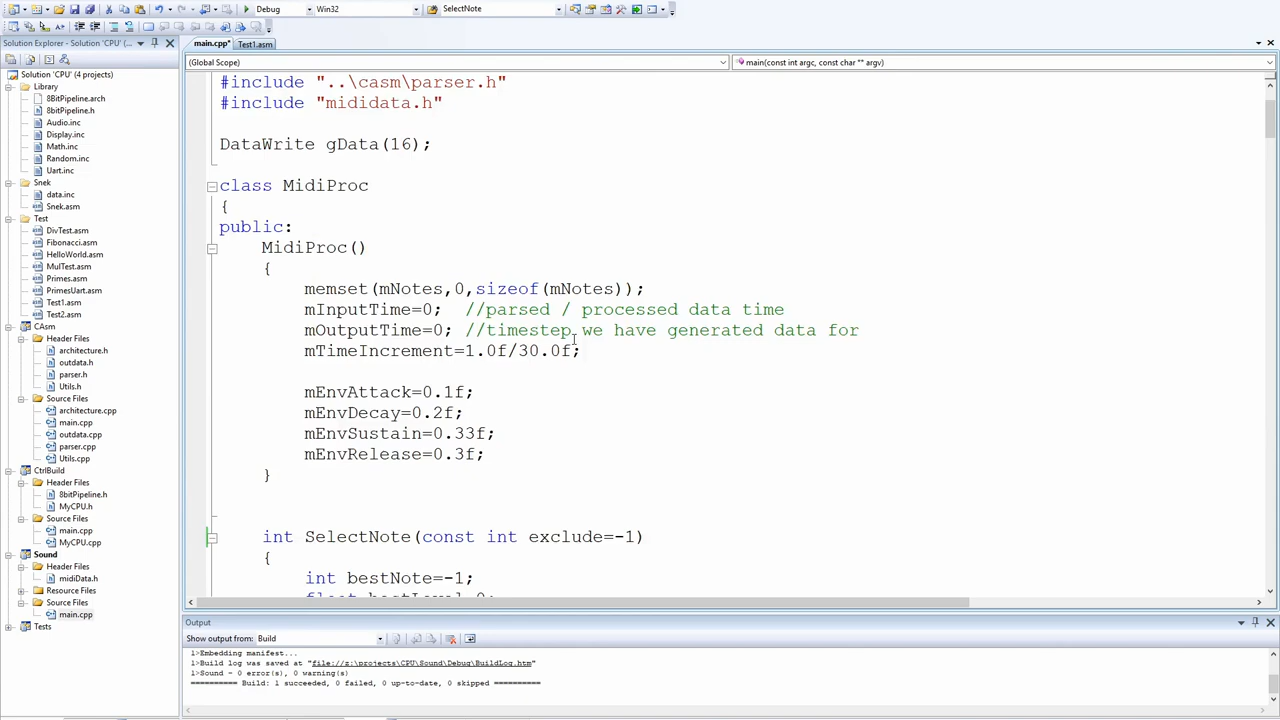 Debug
Win32
SelectNote
Solution Explorer - Solution 'CPU' (...
main.cpp*
Test1.asm
(Global Scope)
main(const int argc, const char ** argv)
Solution 'CPU' (4 projects)
Library
8BitPipeline.arch
8bitPipeline.h
Audio.inc
Display.inc
Math.inc
Random.inc
Uart.inc
Snek
data.inc
Snek.asm
Test
DivTest.asm
Fibonacci.asm
HelloWorld.asm
MulTest.asm
Primes.asm
PrimesUart.asm
Test1.asm
Test2.asm
CAsm
Header Files
architecture.h
outdata.h
parser.h
Utils.h
Source Files
architecture.cpp
main.cpp
outdata.cpp
parser.cpp
Utils.cpp
CtrlBuild
Header Files
8bitPipeline.h
MyCPU.h
Source Files
main.cpp
MyCPU.cpp
Sound
Header Files
midiData.h
Resource Files
Source Files
main.cpp
Tests
#include "..\casm\parser.h"
#include "mididata.h"
DataWrite gData(16);
class MidiProc
{
public:
MidiProc()
{
memset(mNotes,0,sizeof(mNotes));
mInputTime=0; //parsed / processed data time
mOutputTime=0; //timestep we have generated data for
mTimeIncrement=1.0f/30.0f;
mEnvAttack=0.1f;
mEnvDecay=0.2f;
mEnvSustain=0.33f;
mEnvRelease=0.3f;
}
int SelectNote(const int exclude=-1)
{
int bestNote=-1;
Output
Show output from: Build
1>Embedding manifest...
1>Build log was saved at "file://z:\projects\CPU\Sound\Debug\BuildLog.htm"
1>Sound - 0 error(s), 0 warning(s)
========== Build: 1 succeeded, 0 failed, 0 up-to-date, 0 skipped ==========